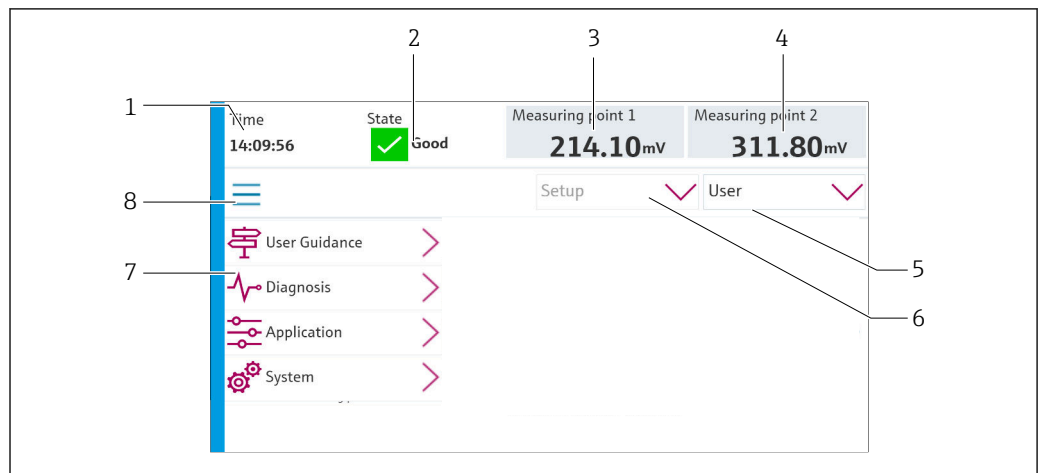 2 3 4
1
Time State Measuring point 1 Measuring point 2
14:09:56 Good 214.10mV 311.80mV
8 Setup User
User Guidance
7 Diagnosis 5
Application 6
System